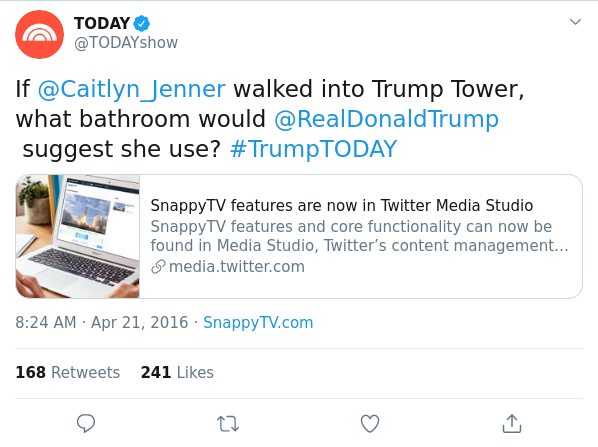 TODAY
@TODAYshow
If @Caitlyn_Jenner walked into Trump Tower,
what bathroom would @RealDonaldTrump
suggest she use? #TrumpTODAY
SnappyTV features are now in Twitter Media Studio
SnappyTV features and core functionality can now be
found in Media Studio, Twitter’s content management...
media.twitter.com
8:24 AM · Apr 21, 2016 · SnappyTV.com
168 Retweets 241 Likes